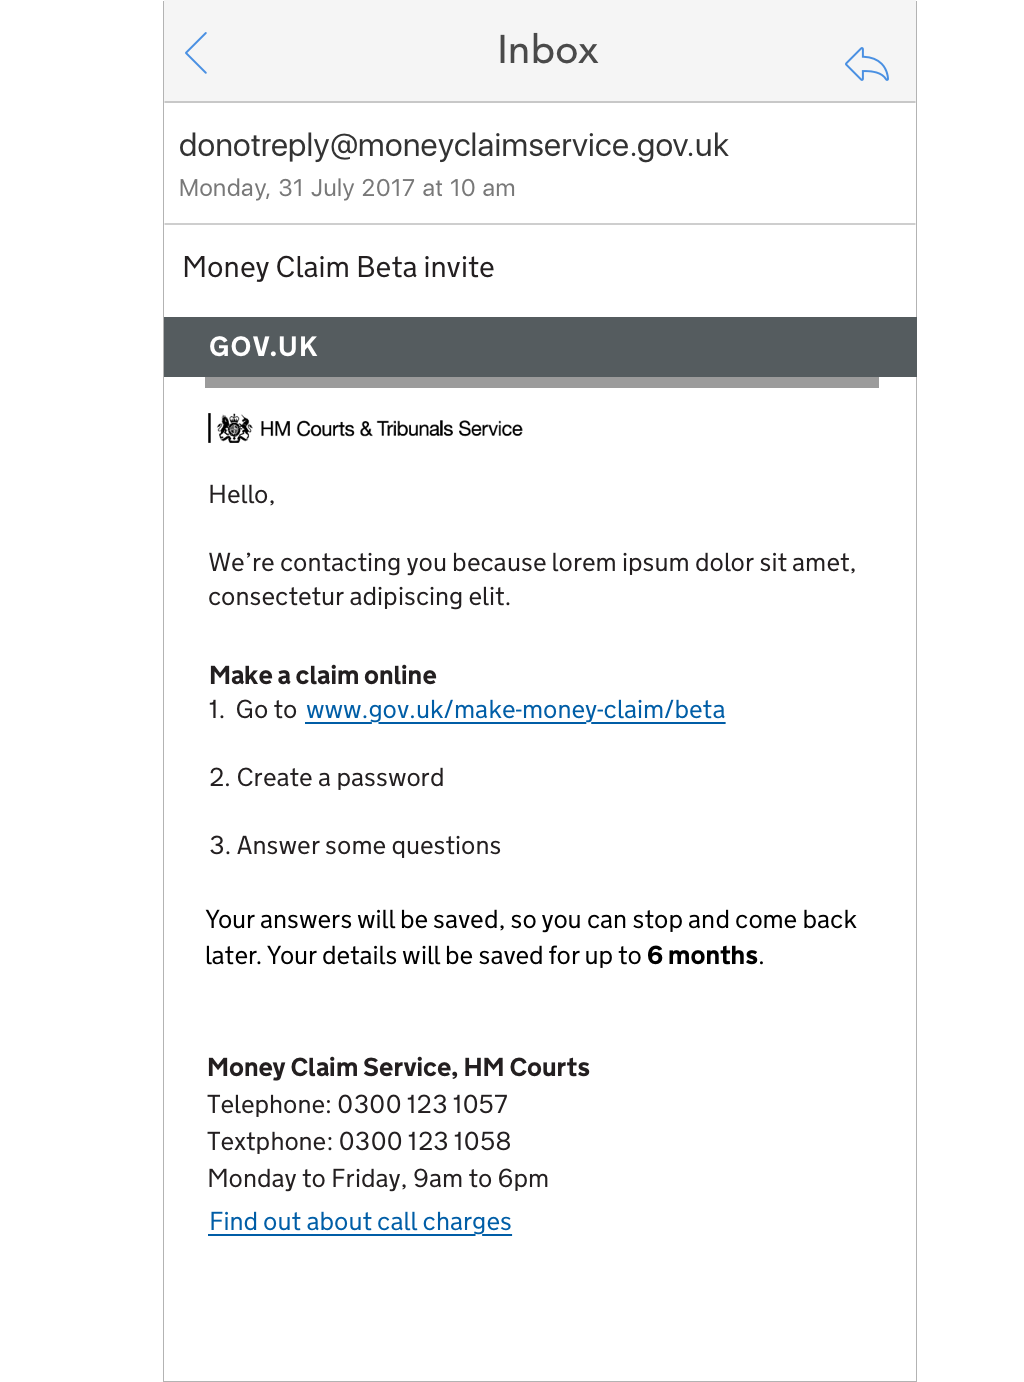 Inbox
donotreply@moneyclaimservice.gov.uk
Monday, 31 July 2017 at 10 am
Money Claim Beta invite
GOV.UK
HM Courts & Tribunals Service
Hello,
We’re contacting you because lorem ipsum dolor sit amet,
consectetur adipiscing elit.
Make a claim online
1. Go to www.gov.uk/make-money-claim/beta
2. Create a password
3. Answer some questions
Your answers will be saved, so you can stop and come back
later. Your details will be saved for up to 6 months.
Money Claim Service, HM Courts
Telephone: 0300 123 1057
Textphone: 0300 123 1058
Monday to Friday, 9am to 6pm
Find out about call charges